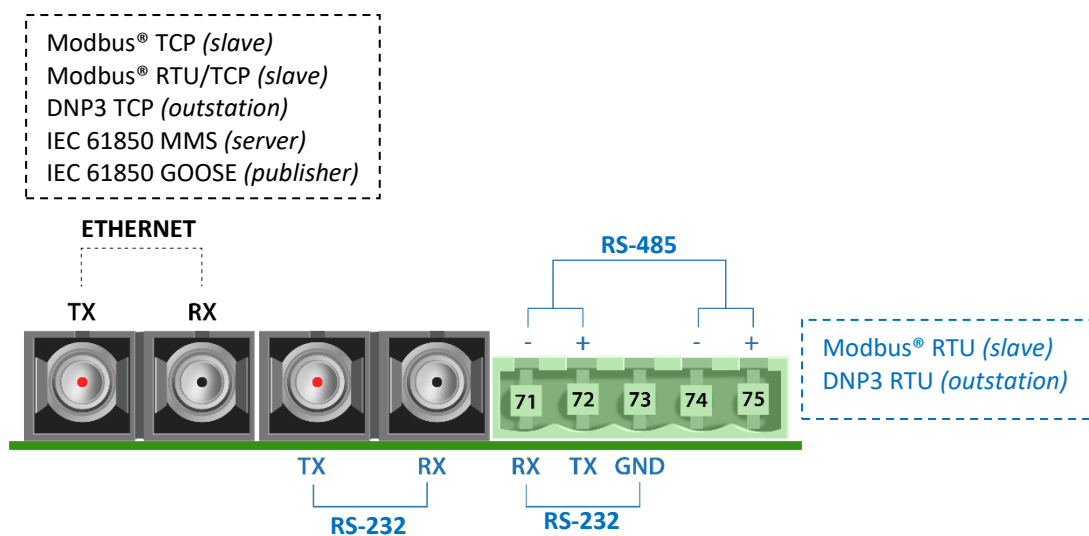 Modbus® TCP (slave)
Modbus® RTU/TCP (slave)
DNP3 TCP (outstation)
IEC 61850 MMS (server)
IEC 61850 GOOSE (publisher)
ETHERNET
TX RX
RS-485
- + - +
Modbus® RTU (slave)
DNP3 RTU (outstation)
71 72 73 74 75
TX RX RX TX GND
RS-232 RS-232